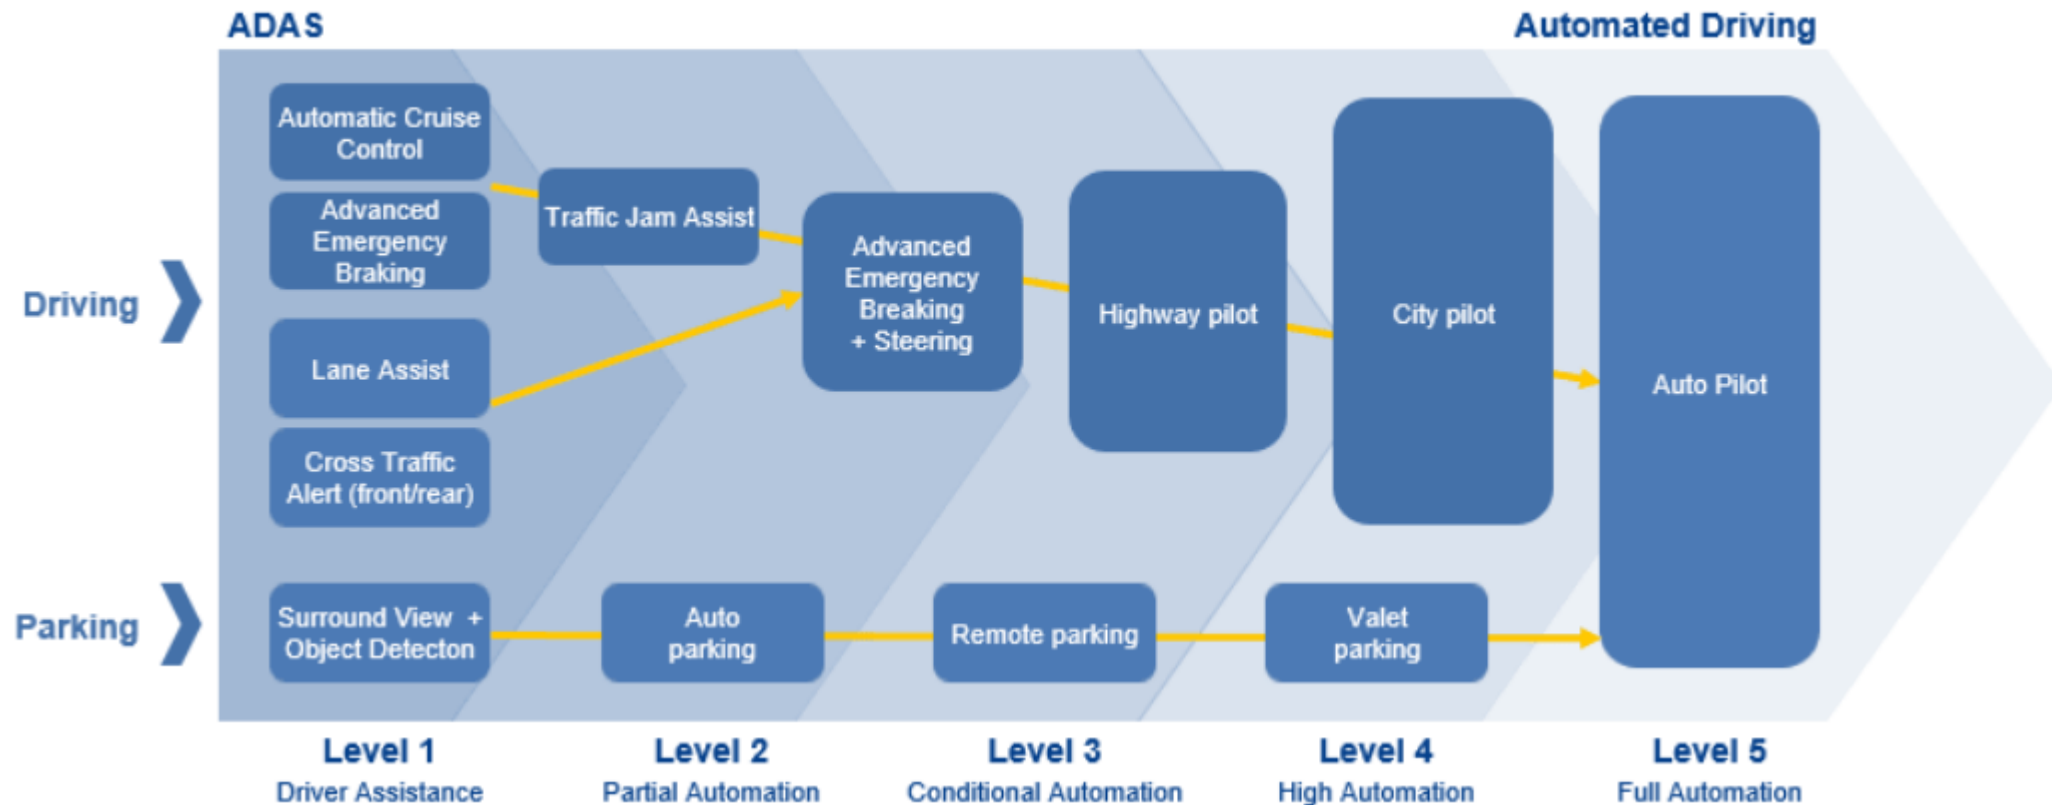 ADAS
Automated Driving
Automatic Cruise
Control
Advanced
Emergency
Braking
Traffic Jam Assist
Advanced
Emergency
Breaking
+ Steering
Highway pilot
City pilot
Auto Pilot
Driving
Lane Assist
Cross Traffic
Alert (front/rear)
Parking
Surround View +
Object Detecton
Auto
parking
Remote parking
Valet
parking
Level 1
Driver Assistance
Level 2
Partial Automation
Level 3
Conditional Automation
Level 4
High Automation
Level 5
Full Automation